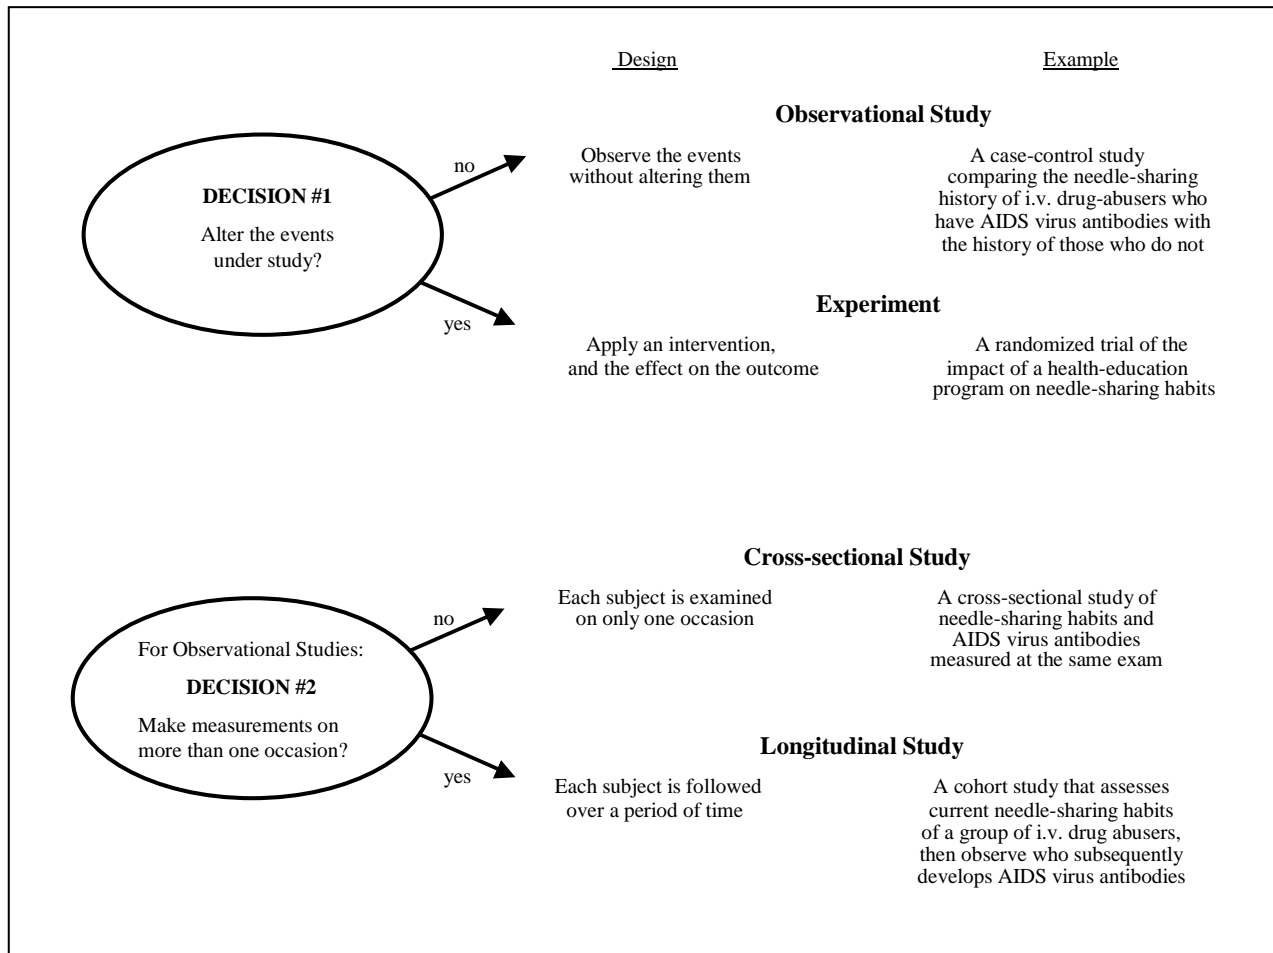 Design
Example
DECISION #1
Alter the events
under study?
no
yes
Observational Study
Observe the events
without altering them
A case-control study
comparing the needle-sharing
history of i.v. drug-abusers who
have AIDS virus antibodies with
the history of those who do not
Experiment
Apply an intervention,
and the effect on the outcome
A randomized trial of the
impact of a health-education
program on needle-sharing habits
For Observational Studies:
DECISION #2
Make measurements on
more than one occasion?
no
yes
Cross-sectional Study
Each subject is examined
on only one occasion
A cross-sectional study of
needle-sharing habits and
AIDS virus antibodies
measured at the same exam
Longitudinal Study
Each subject is followed
over a period of time
A cohort study that assesses
current needle-sharing habits
of a group of i.v. drug abusers,
then observe who subsequently
develops AIDS virus antibodies